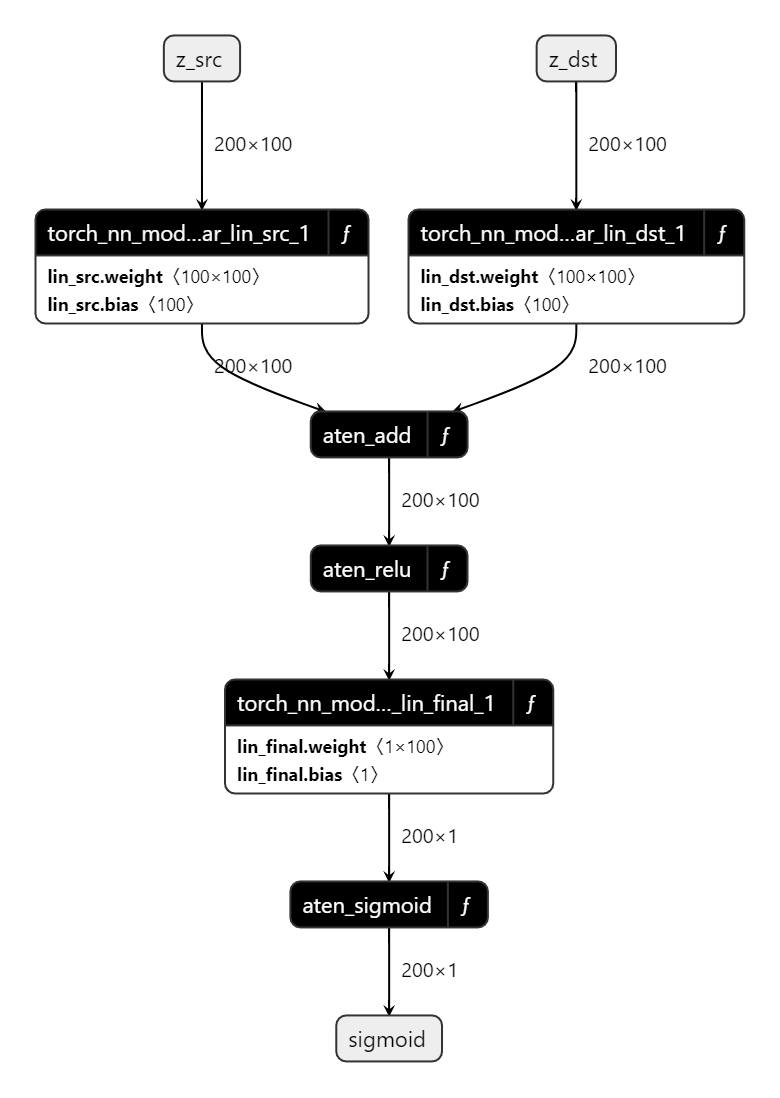 z_src
z_dst
200×100
200×100
torch_nn_mod...ar_lin_src_1 ƒ
torch_nn_mod...ar_lin_dst_1 ƒ
lin_src.weight〈100×100〉
lin_src.bias〈100〉
lin_dst.weight〈100×100〉
lin_dst.bias〈100〉
200×100
200×100
aten_add ƒ
200×100
aten_relu ƒ
200×100
torch_nn_mod..._lin_final_1 ƒ
lin_final.weight〈1×100〉
lin_final.bias〈1〉
200×1
aten_sigmoid ƒ
200×1
sigmoid